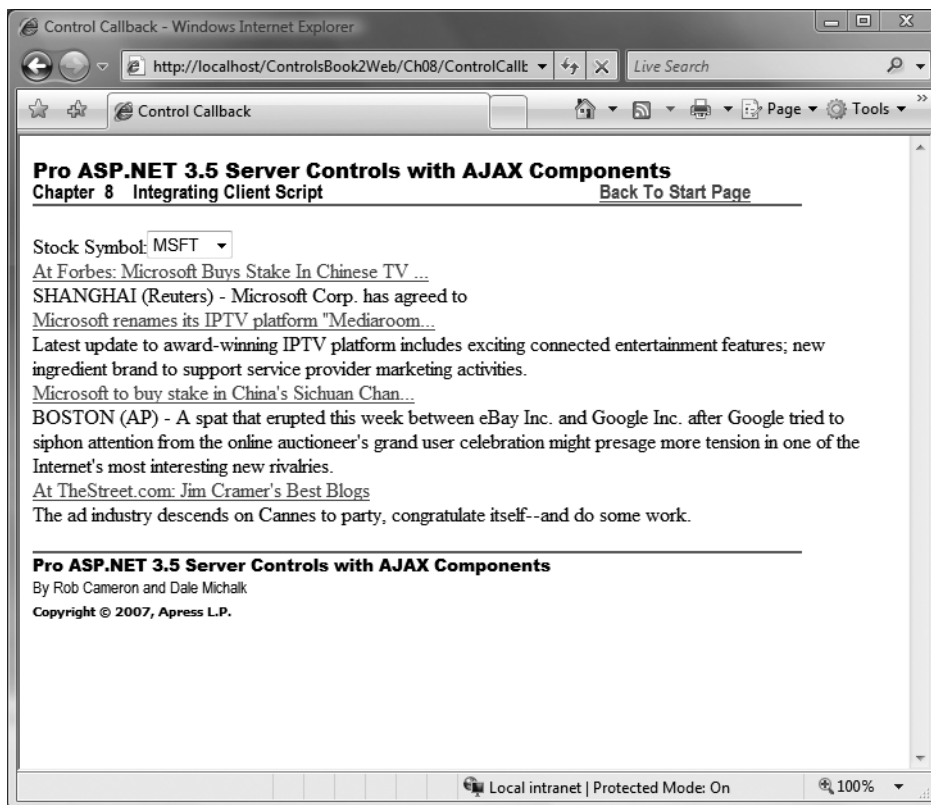 Control Callback - Windows Internet Explorer
http://localhost/ControlsBook2Web/Ch08/ControlCallb
Live Search
Control Callback
Page
Tools
Pro ASP.NET 3.5 Server Controls with AJAX Components
Chapter 8 Integrating Client Script
Back To Start Page
Stock Symbol: MSFT
At Forbes: Microsoft Buys Stake In Chinese TV ...
SHANGHAI (Reuters) - Microsoft Corp. has agreed to
Microsoft renames its IPTV platform "Mediaroom...
Latest update to award-winning IPTV platform includes exciting connected entertainment features; new
ingredient brand to support service provider marketing activities.
Microsoft to buy stake in China's Sichuan Chan...
BOSTON (AP) - A spat that erupted this week between eBay Inc. and Google Inc. after Google tried to
siphon attention from the online auctioneer's grand user celebration might presage more tension in one of the
Internet's most interesting new rivalries.
At TheStreet.com: Jim Cramer's Best Blogs
The ad industry descends on Cannes to party, congratulate itself--and do some work.
Pro ASP.NET 3.5 Server Controls with AJAX Components
By Rob Cameron and Dale Michalk
Copyright © 2007, Apress L.P.
Local intranet | Protected Mode: On
100%